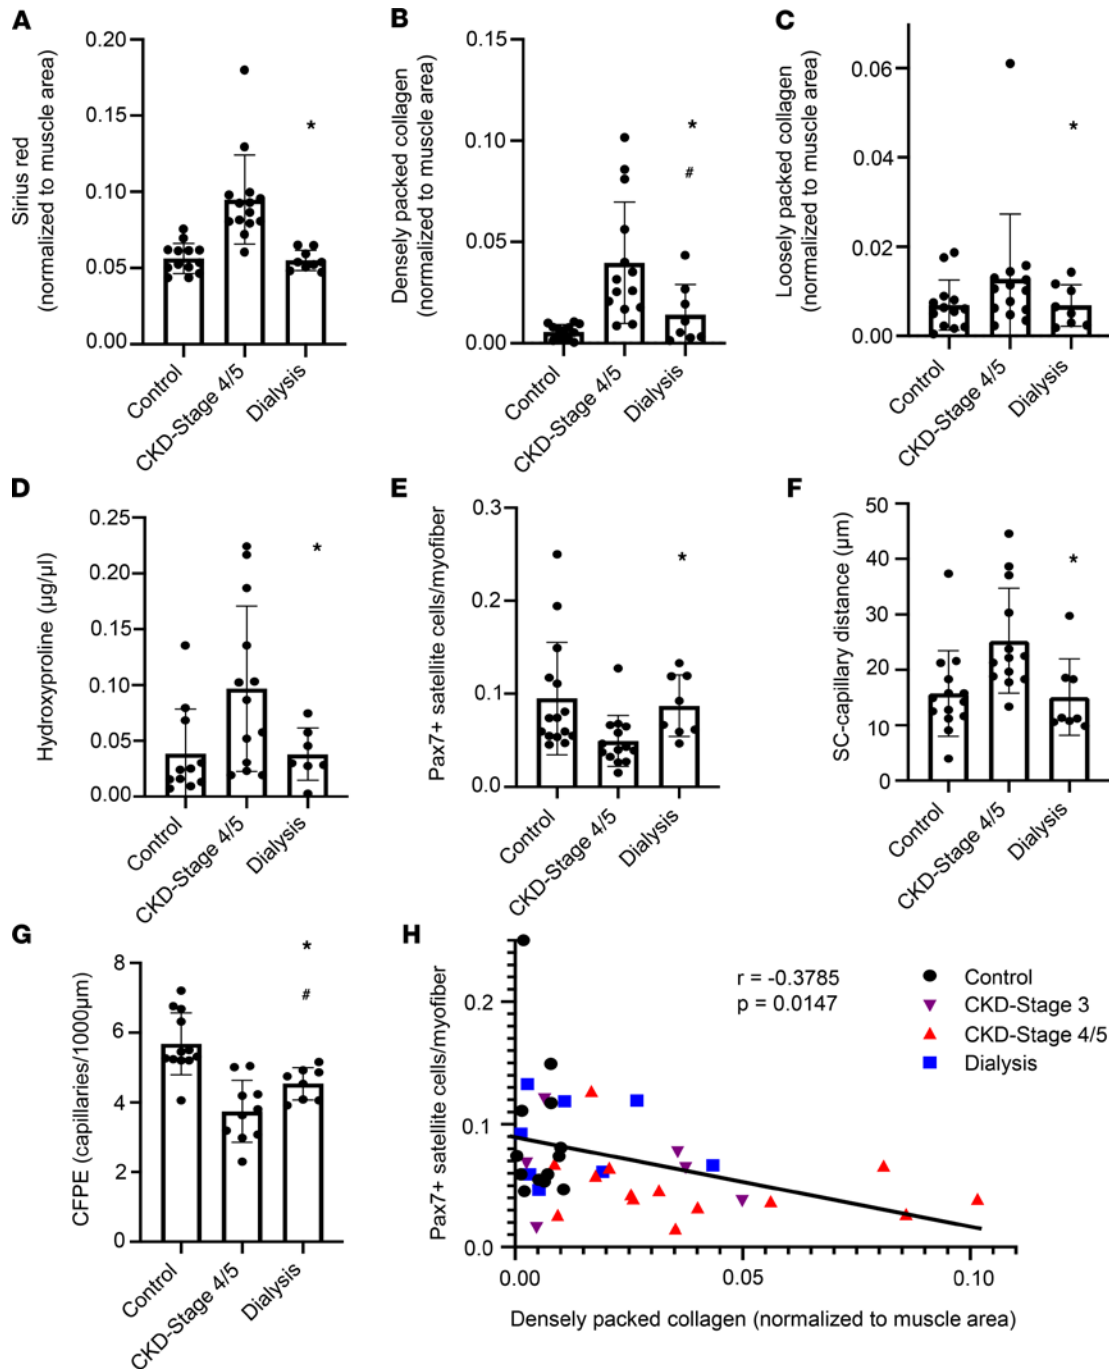 A
Sirius red
(normalized to muscle area)
0.20
0.15
0.10
0.05
0.00
*
Control
CKD-Stage 4/5
Dialysis
B
Densely packed collagen
(normalized to muscle area)
0.15
0.10
0.05
0.00
*
#
Control
CKD-Stage 4/5
Dialysis
C
Loosely packed collagen
(normalized to muscle area)
0.06
0.04
0.02
0.00
*
Control
CKD-Stage 4/5
Dialysis
D
Hydroxyproline (µg/µl)
0.25
0.20
0.15
0.10
0.05
0.00
*
Control
CKD-Stage 4/5
Dialysis
E
Pax7+ satellite cells/myofiber
0.3
0.2
0.1
0.0
*
Control
CKD-Stage 4/5
Dialysis
F
SC-capillary distance (µm)
50
40
30
20
10
0
*
Control
CKD-Stage 4/5
Dialysis
G
CFPE (capillaries/1000µm)
8
6
4
2
0
*
#
Control
CKD-Stage 4/5
Dialysis
H
Pax7+ satellite cells/myofiber
0.2
0.1
0.0
r = -0.3785
p = 0.0147
Control
CKD-Stage 3
CKD-Stage 4/5
Dialysis
0.00
0.05
0.10
Densely packed collagen (normalized to muscle area)